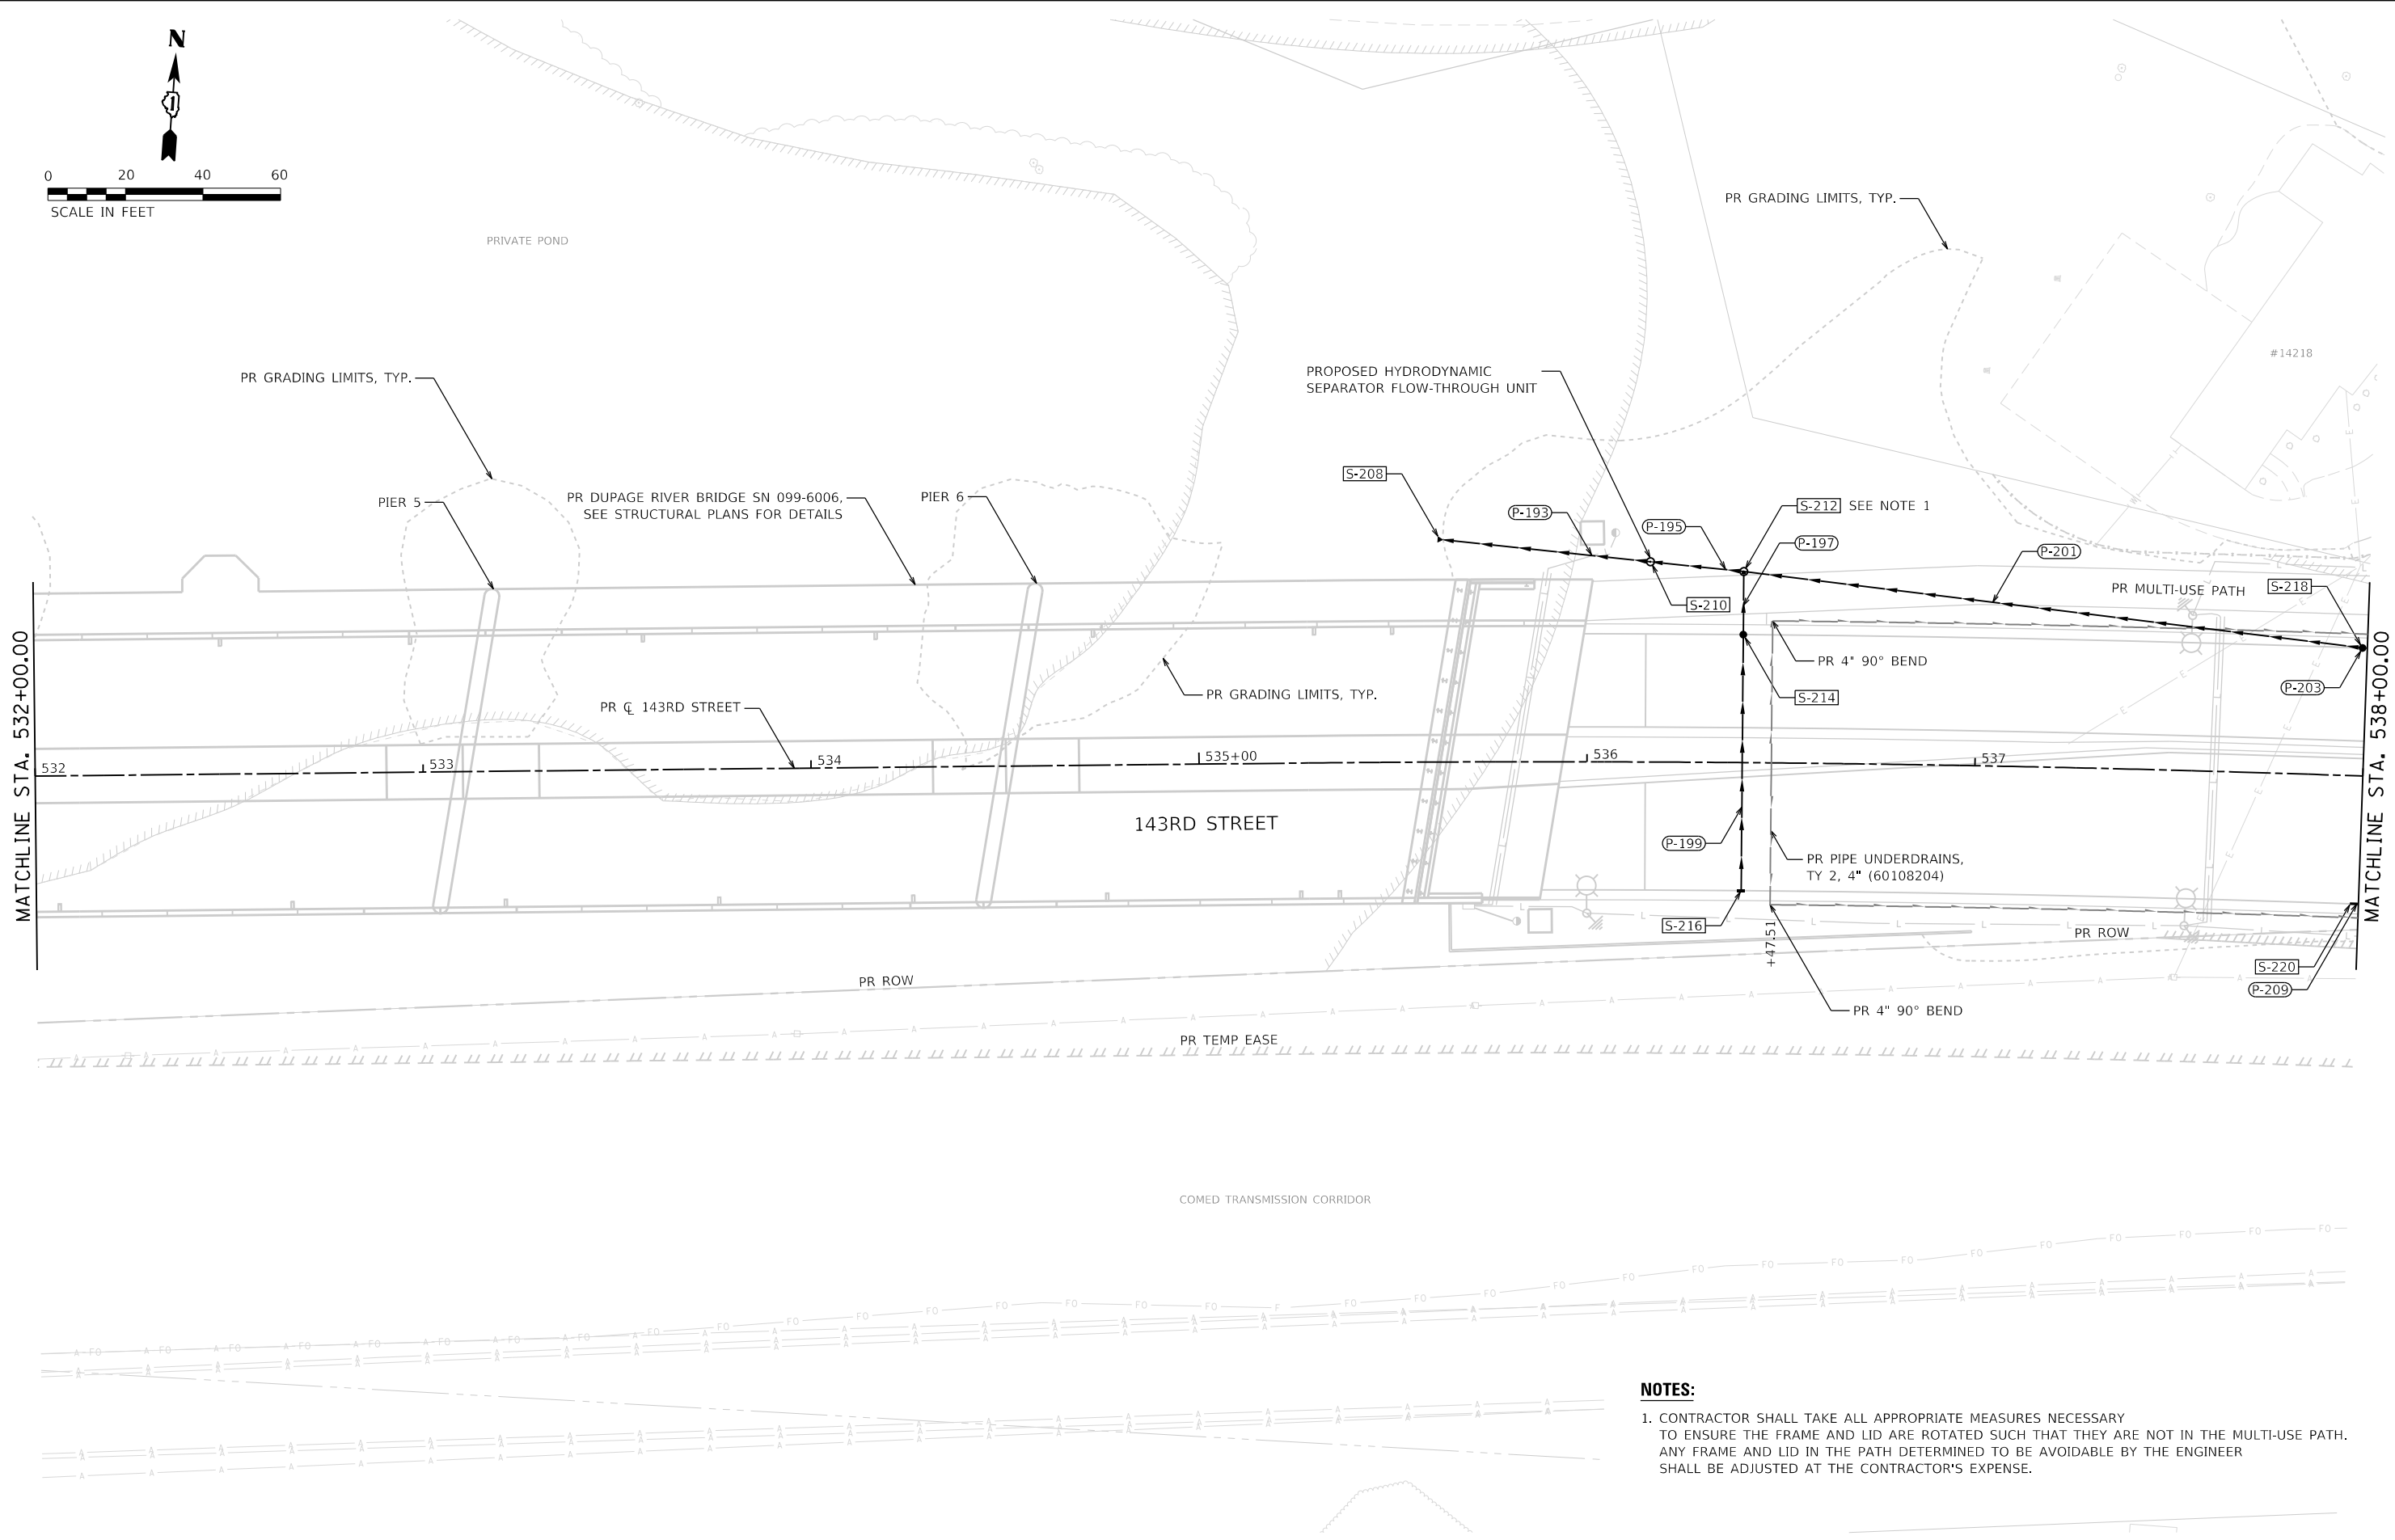 N
1
0 20 40 60
SCALE IN FEET
PRIVATE POND
PR GRADING LIMITS, TYP.
#14218
PROPOSED HYDRODYNAMIC
SEPARATOR FLOW-THROUGH UNIT
PR GRADING LIMITS, TYP.
S-208
PIER 5
PR DUPAGE RIVER BRIDGE SN 099-6006,
SEE STRUCTURAL PLANS FOR DETAILS
PIER 6
P-193
P-195
S-212 SEE NOTE 1
P-197
P-201
PR MULTI-USE PATH
S-218
S-210
PR 4" 90° BEND
P-203
S-214
PR GRADING LIMITS, TYP.
PR ℄ 143RD STREET
MATCHLINE STA. 532+00.00
MATCHLINE STA. 538+00.00
532
533
534
535+00
536
537
143RD STREET
P-199
PR PIPE UNDERDRAINS,
TY 2, 4" (60108204)
S-216
+47.51
PR ROW
S-220
P-209
PR ROW
PR 4" 90° BEND
PR TEMP EASE
COMED TRANSMISSION CORRIDOR
NOTES:
1. CONTRACTOR SHALL TAKE ALL APPROPRIATE MEASURES NECESSARY
TO ENSURE THE FRAME AND LID ARE ROTATED SUCH THAT THEY ARE NOT IN THE MULTI-USE PATH.
ANY FRAME AND LID IN THE PATH DETERMINED TO BE AVOIDABLE BY THE ENGINEER
SHALL BE ADJUSTED AT THE CONTRACTOR'S EXPENSE.